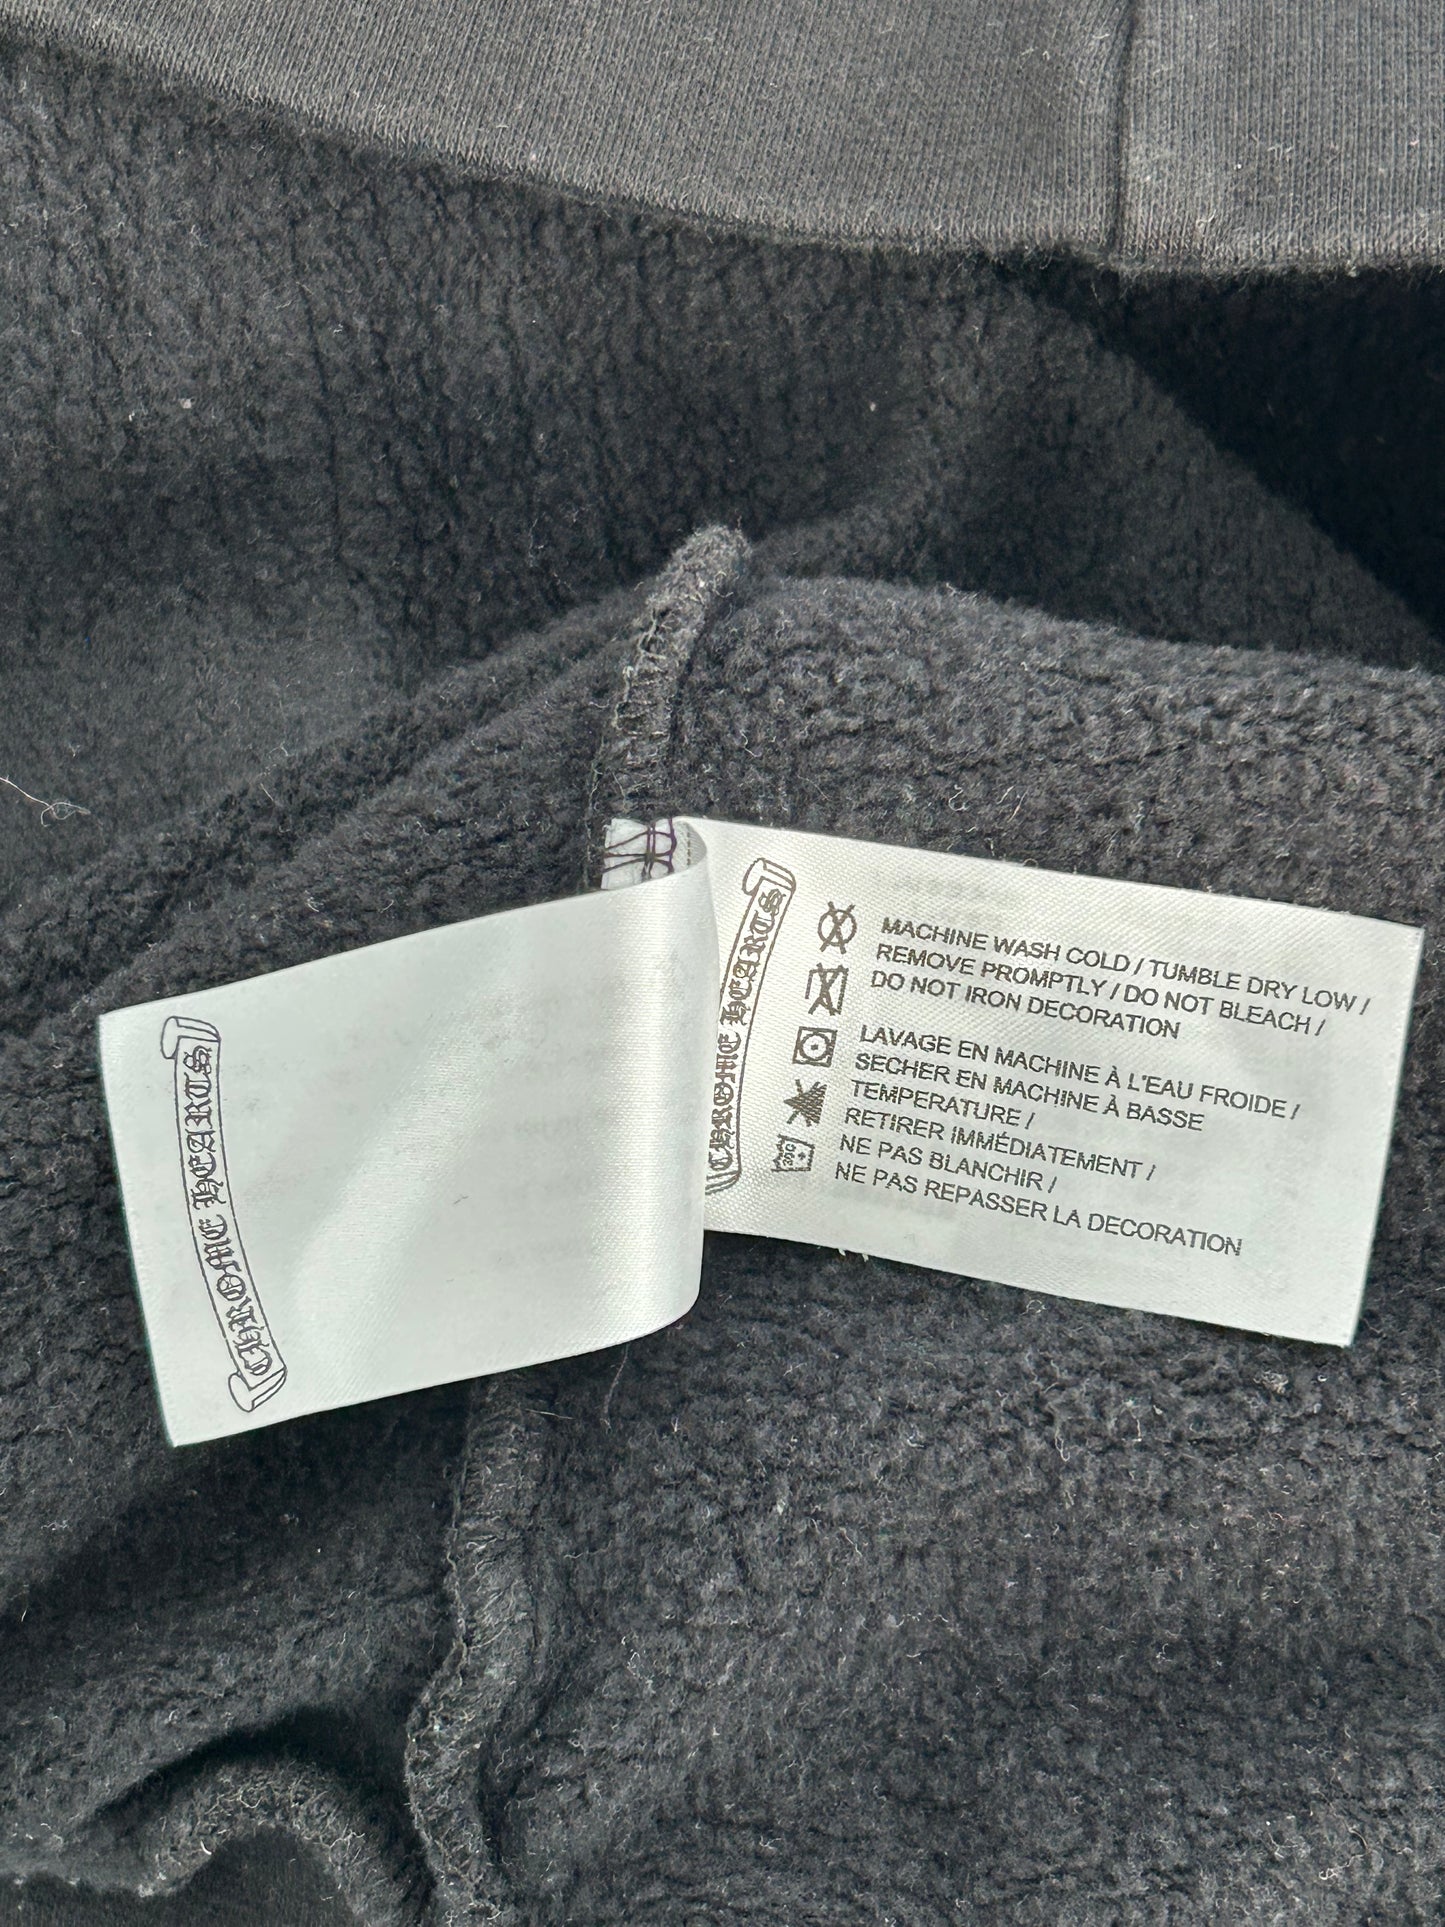 CHROME HEARTS
CHROME HEARTS
MACHINE WASH COLD / TUMBLE DRY LOW /
REMOVE PROMPTLY / DO NOT BLEACH /
DO NOT IRON DECORATION
LAVAGE EN MACHINE À L'EAU FROIDE /
SECHER EN MACHINE À BASSE
TEMPERATURE /
RETIRER IMMÉDIATEMENT /
NE PAS BLANCHIR /
NE PAS REPASSER LA DECORATION
30C